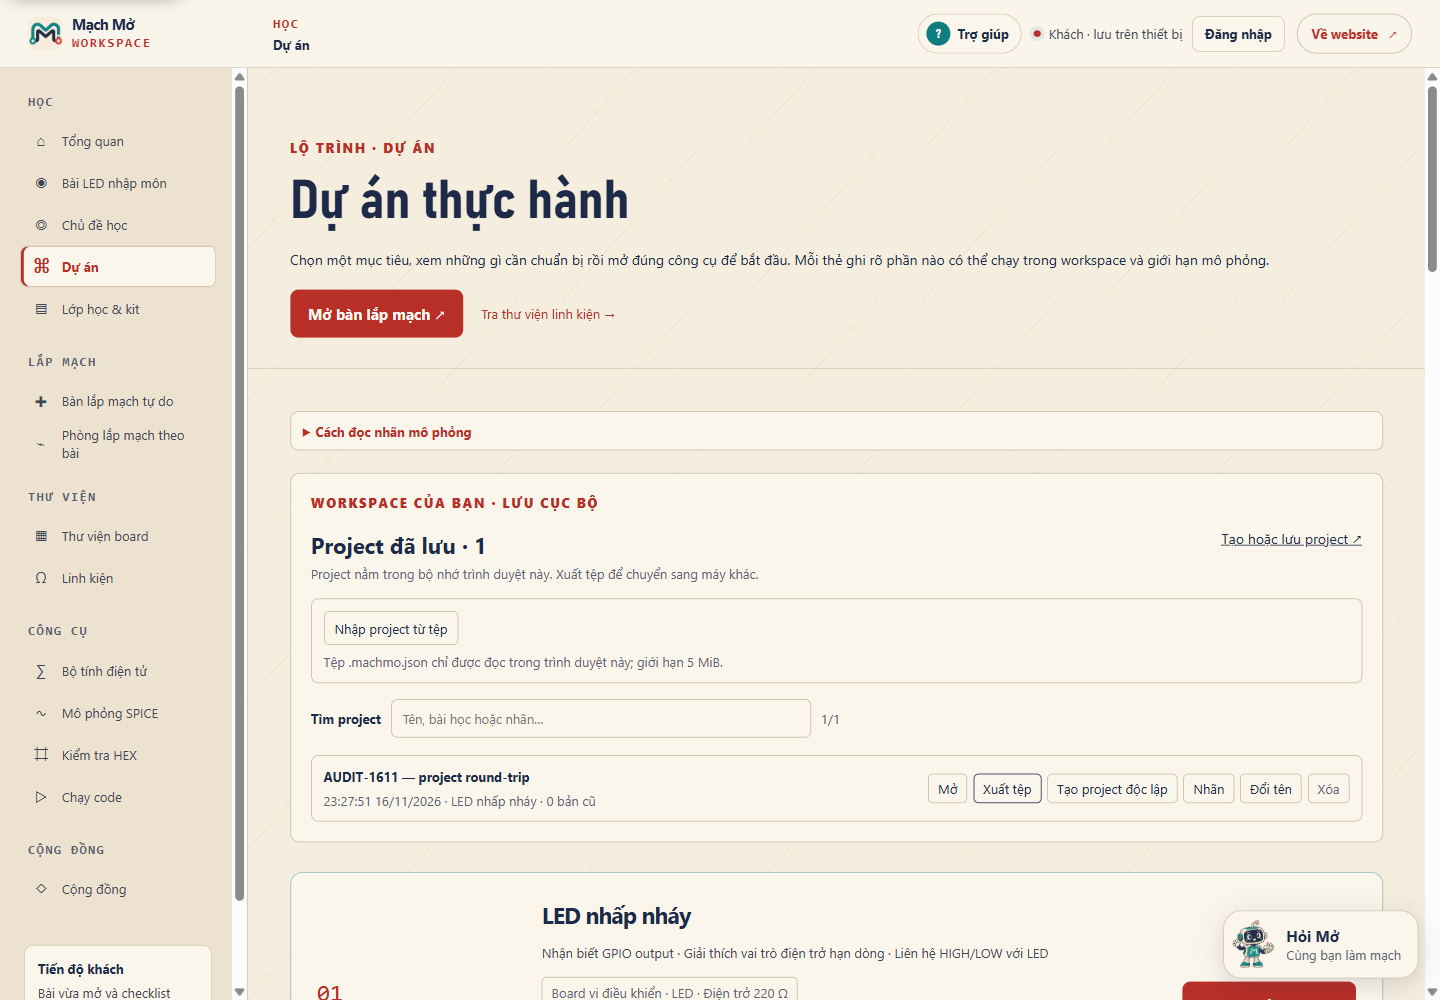 Mạch Mở
WORKSPACE
HỌC
Dự án
? Trợ giúp
Khách · lưu trên thiết bị
Đăng nhập
Về website ↗
HỌC
Tổng quan
Bài LED nhập môn
Chủ đề học
Dự án
Lớp học & kit
LẮP MẠCH
Bàn lắp mạch tự do
Phòng lắp mạch theo
bài
THƯ VIỆN
Thư viện board
Linh kiện
CÔNG CỤ
Bộ tính điện tử
Mô phỏng SPICE
Kiểm tra HEX
Chạy code
CỘNG ĐỒNG
Cộng đồng
Tiến độ khách
Bài vừa mở và checklist
LỘ TRÌNH · DỰ ÁN
Dự án thực hành
Chọn một mục tiêu, xem những gì cần chuẩn bị rồi mở đúng công cụ để bắt đầu. Mỗi thẻ ghi rõ phần nào có thể chạy trong workspace và giới hạn mô phỏng.
Mở bàn lắp mạch ↗
Tra thư viện linh kiện →
▶ Cách đọc nhãn mô phỏng
WORKSPACE CỦA BẠN · LƯU CỤC BỘ
Project đã lưu · 1
Tạo hoặc lưu project ↗
Project nằm trong bộ nhớ trình duyệt này. Xuất tệp để chuyển sang máy khác.
Nhập project từ tệp
Tệp .machmo.json chỉ được đọc trong trình duyệt này; giới hạn 5 MiB.
Tìm project
Tên, bài học hoặc nhãn...
1/1
AUDIT-1611 — project round-trip
23:27:51 16/11/2026 · LED nhấp nháy · 0 bản cũ
Mở
Xuất tệp
Tạo project độc lập
Nhãn
Đổi tên
Xóa
01
LED nhấp nháy
Nhận biết GPIO output · Giải thích vai trò điện trở hạn dòng · Liên hệ HIGH/LOW với LED
Board vi điều khiển · LED · Điện trở 220 Ω
Hỏi Mở
Cùng bạn làm mạch